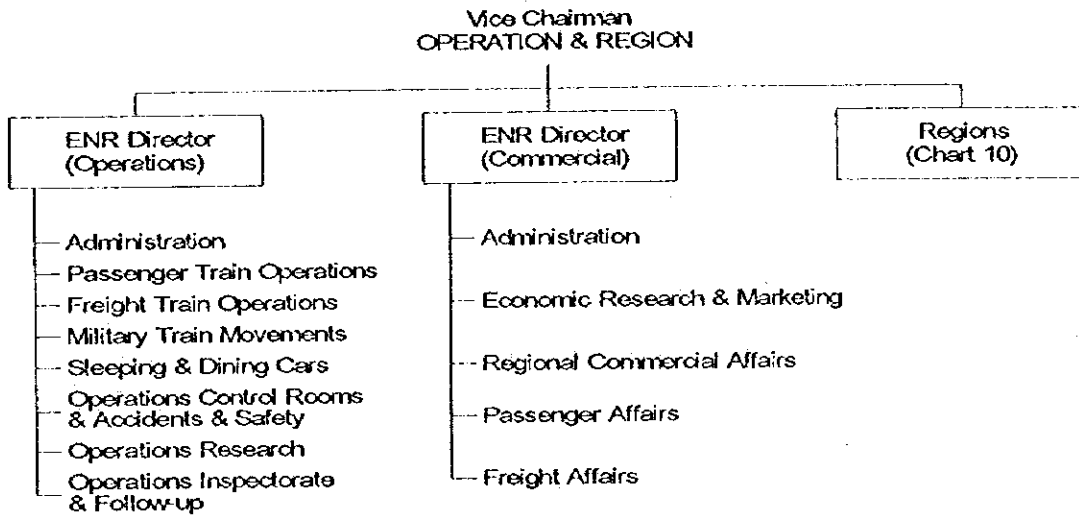 Vice Chairman
OPERATION & REGION
ENR Director
(Operations)
ENR Director
(Commercial)
Regions
(Chart 10)
Administration
Passenger Train Operations
Freight Train Operations
Military Train Movements
Sleeping & Dining Cars
Operations Control Rooms
& Accidents & Safety
Operations Research
Operations Inspectorate
& Follow-up
Administration
Economic Research & Marketing
Regional Commercial Affairs
Passenger Affairs
Freight Affairs